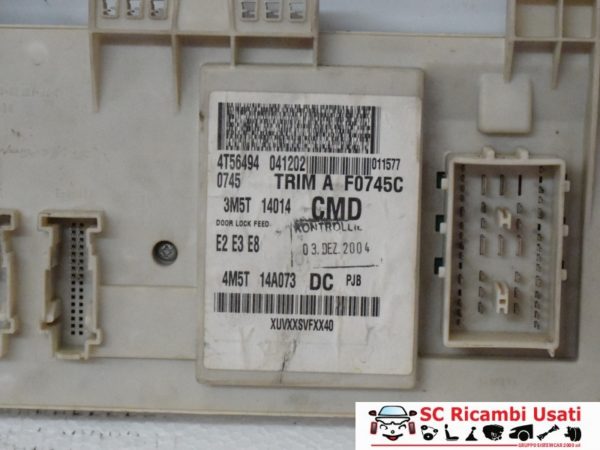 4T56494 041202 011577
0745 TRIM A F0745C
3M5T 14014 CMD
DOOR LOCK FEED.
KONTROLLE
E2 E3 E8
03. DEZ. 2004
4M5T 14A073 DC PJB
XUVXXSVFXX40
SC Ricambi Usati